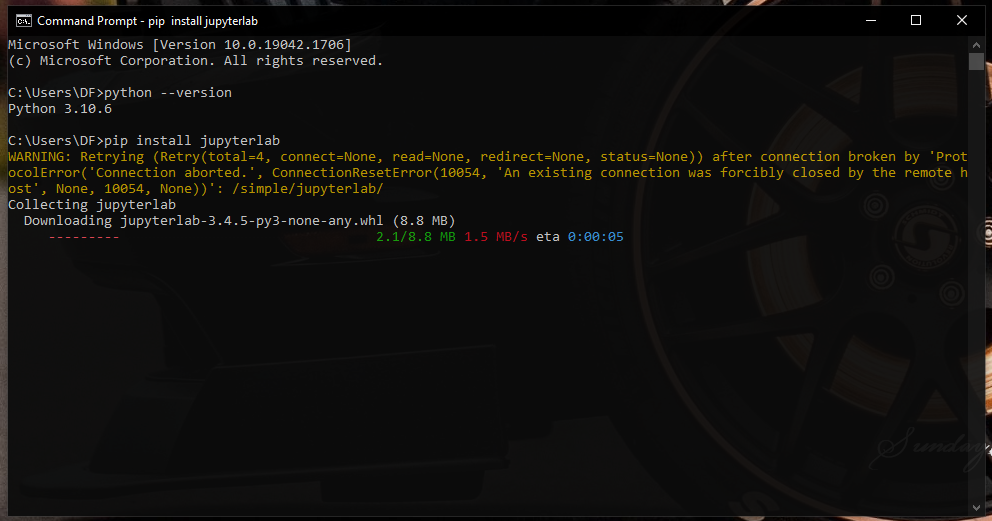 Command Prompt - pip  install jupyterlab
Microsoft Windows [Version 10.0.19042.1706]
(c) Microsoft Corporation. All rights reserved.
C:\Users\DF>python --version
Python 3.10.6
C:\Users\DF>pip install jupyterlab
WARNING: Retrying (Retry(total=4, connect=None, read=None, redirect=None, status=None)) after connection broken by 'Prot
ocolError('Connection aborted.', ConnectionResetError(10054, 'An existing connection was forcibly closed by the remote h
ost', None, 10054, None))': /simple/jupyterlab/
Collecting jupyterlab
  Downloading jupyterlab-3.4.5-py3-none-any.whl (8.8 MB)
     --------- 2.1/8.8 MB 1.5 MB/s eta 0:00:05
Sunday